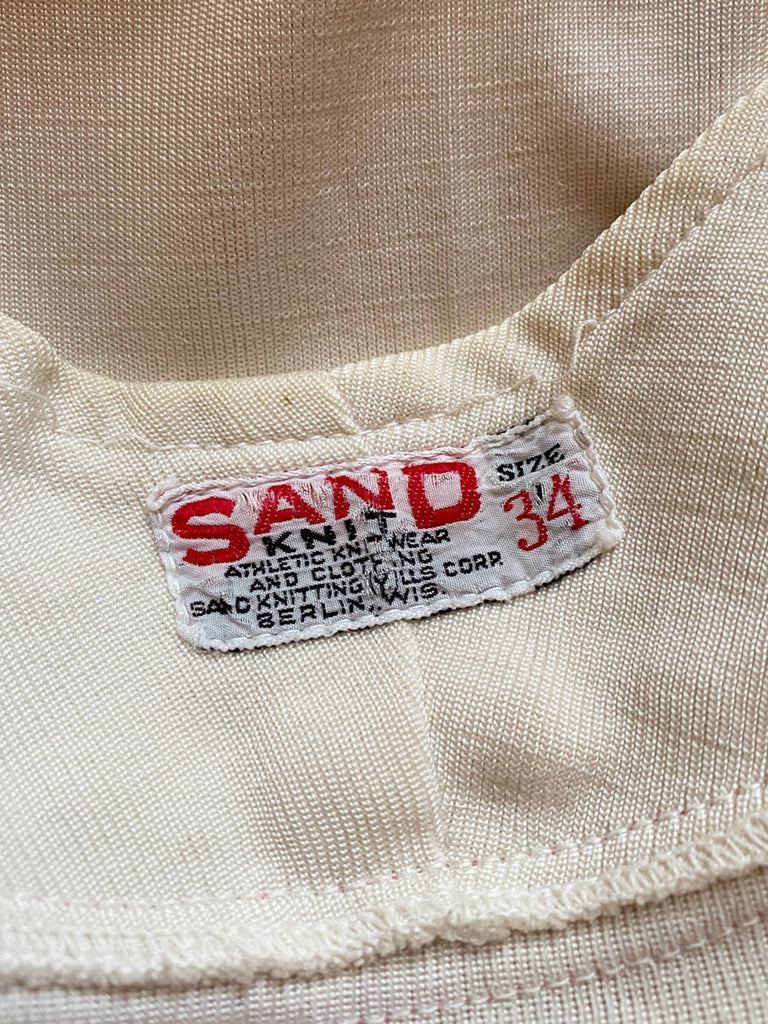 SAND
KNIT
ATHLETIC KNIT WEAR
AND CLOTHING
SAND KNITTING MILLS CORP.
BERLIN, WIS.
SIZE
34